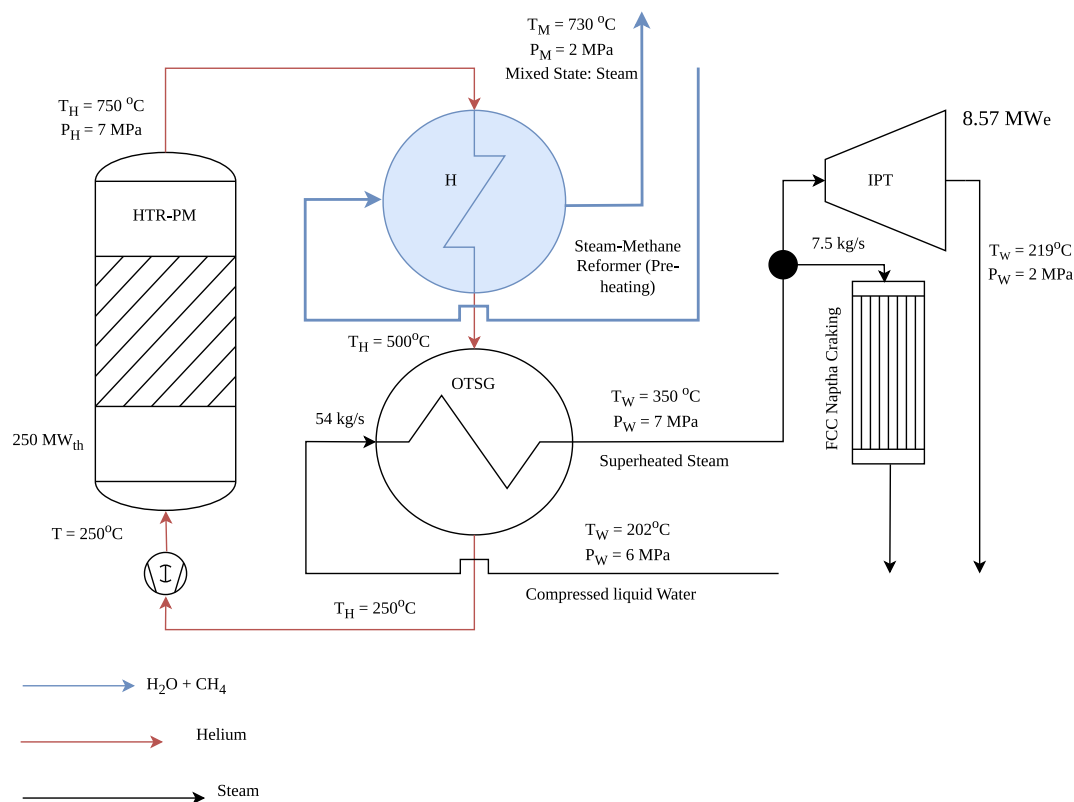 T_M = 730 °C
P_M = 2 MPa
Mixed State: Steam
T_H = 750 °C
P_H = 7 MPa
8.57 MWe
H
IPT
HTR-PM
7.5 kg/s
Steam-Methane
Reformer (Pre-
heating)
T_W = 219°C
P_W = 2 MPa
T_H = 500°C
OTSG
FCC Naptha Craking
54 kg/s
T_W = 350 °C
P_W = 7 MPa
250 MW_th
Superheated Steam
T = 250°C
T_W = 202°C
P_W = 6 MPa
Compressed liquid Water
T_H = 250°C
H₂O + CH₄
Helium
Steam